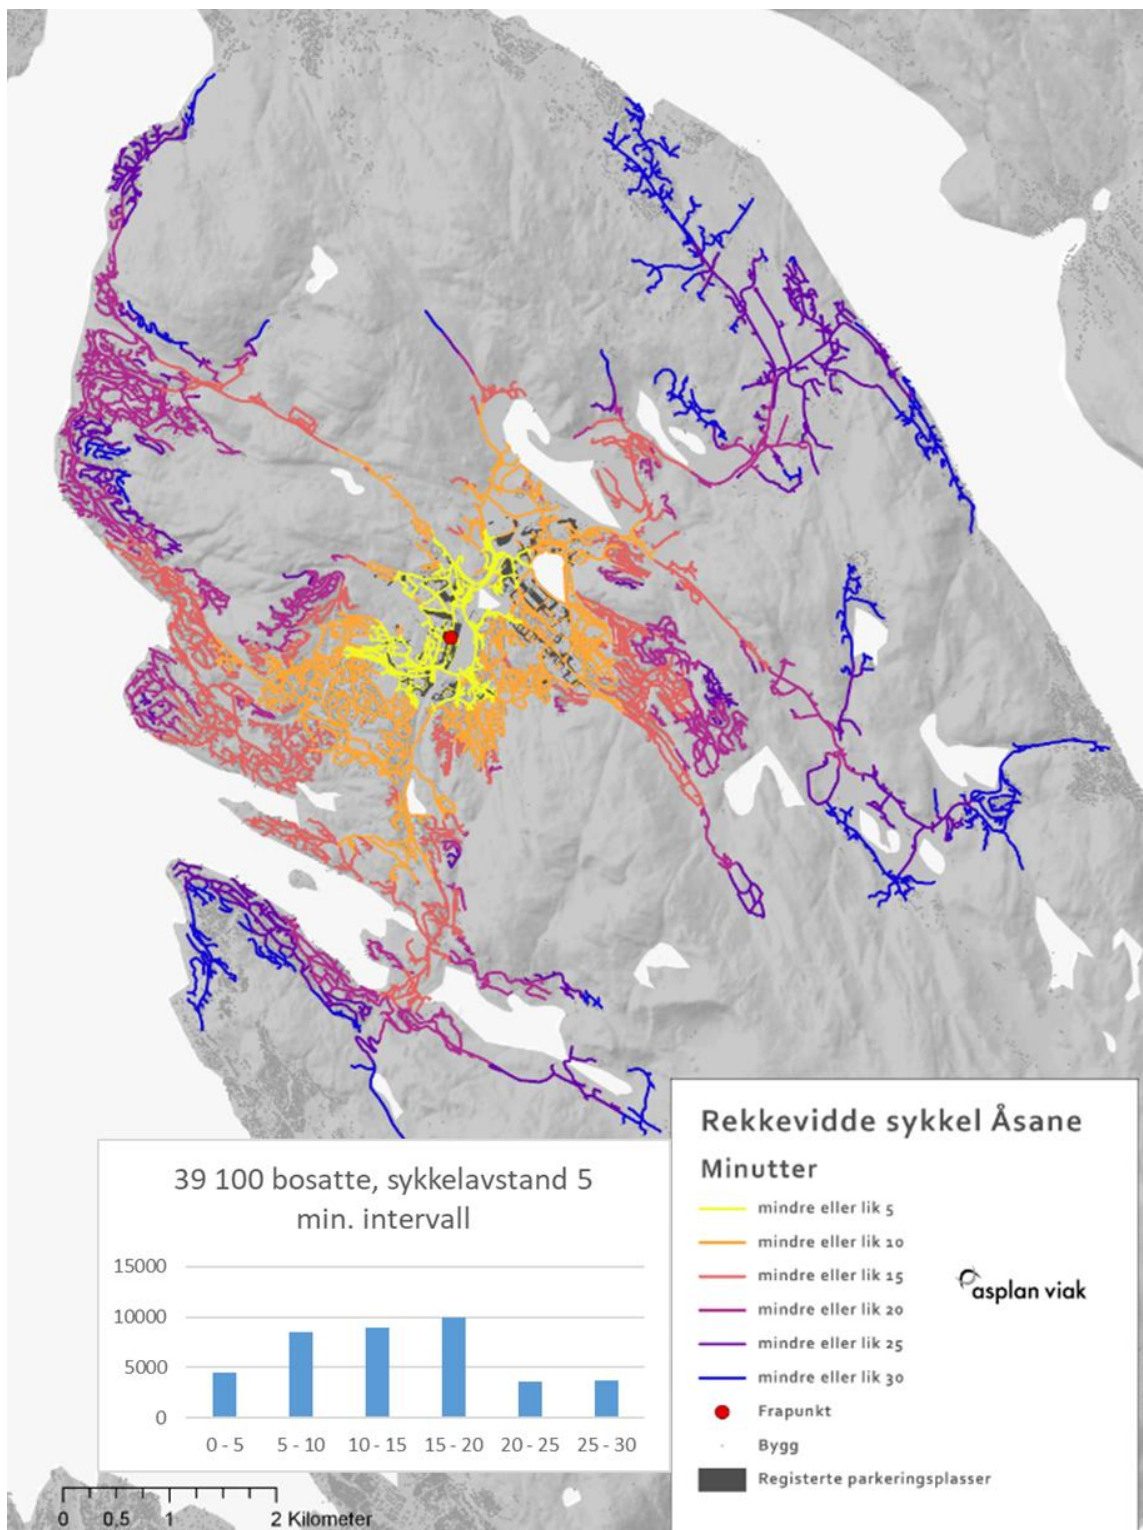 Rekkevidde sykkel Åsane
Minutter
mindre eller lik 5
mindre eller lik 10
mindre eller lik 15
mindre eller lik 20
mindre eller lik 25
mindre eller lik 30
Frapunkt
Bygg
Registerte parkeringsplasser
asplan viak
39 100 bosatte, sykkelavstand 5
min. intervall
15000
10000
5000
0
0 - 5 5 - 10 10 - 15 15 - 20 20 - 25 25 - 30
0 0,5 1 2 Kilometer